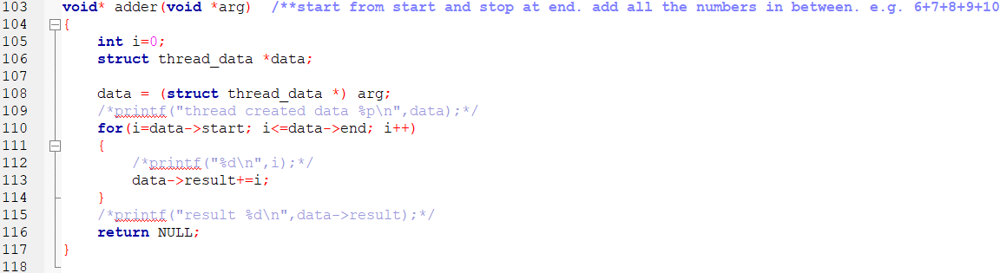 103 void* adder(void *arg) /**start from start and stop at end. add all the numbers in between. e.g. 6+7+8+9+10
104 {
105 int i=0;
106 struct thread_data *data;
107
108 data = (struct thread_data *) arg;
109 /*printf("thread created data %p\n",data);*/
110 for(i=data->start; i<=data->end; i++)
111 {
112 /*printf("%d\n",i);*/
113 data->result+=i;
114 }
115 /*printf("result %d\n",data->result);*/
116 return NULL;
117 }
118